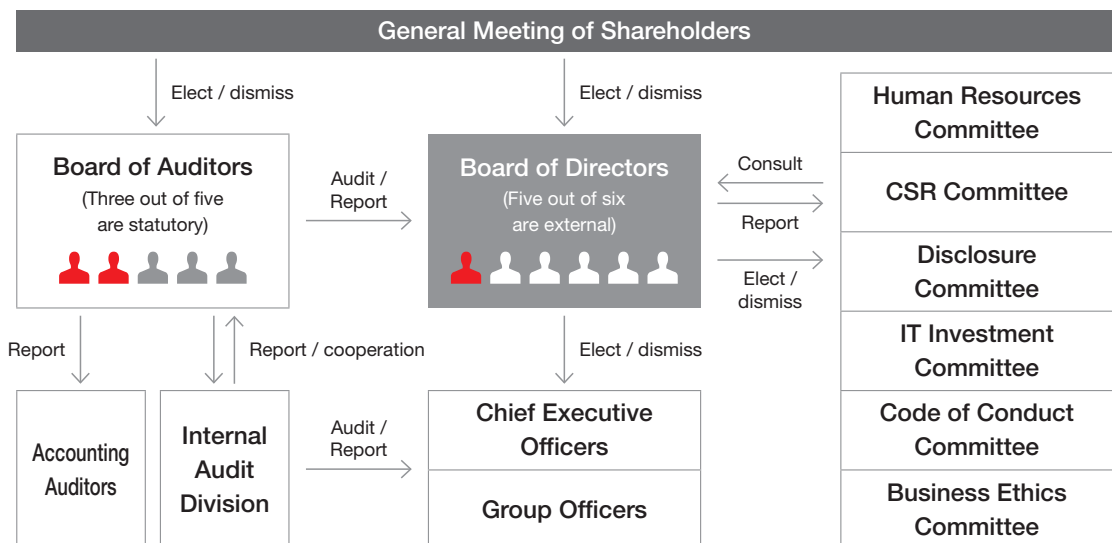 General Meeting of Shareholders
Elect / dismiss
Elect / dismiss
Board of Auditors
(Three out of five
are statutory)
Audit /
Report
Board of Directors
(Five out of six
are external)
Consult
Report
Elect /
dismiss
Human Resources
Committee
CSR Committee
Disclosure
Committee
IT Investment
Committee
Code of Conduct
Committee
Business Ethics
Committee
Report
Report / cooperation
Elect / dismiss
Accounting
Auditors
Internal
Audit
Division
Audit /
Report
Chief Executive
Officers
Group Officers